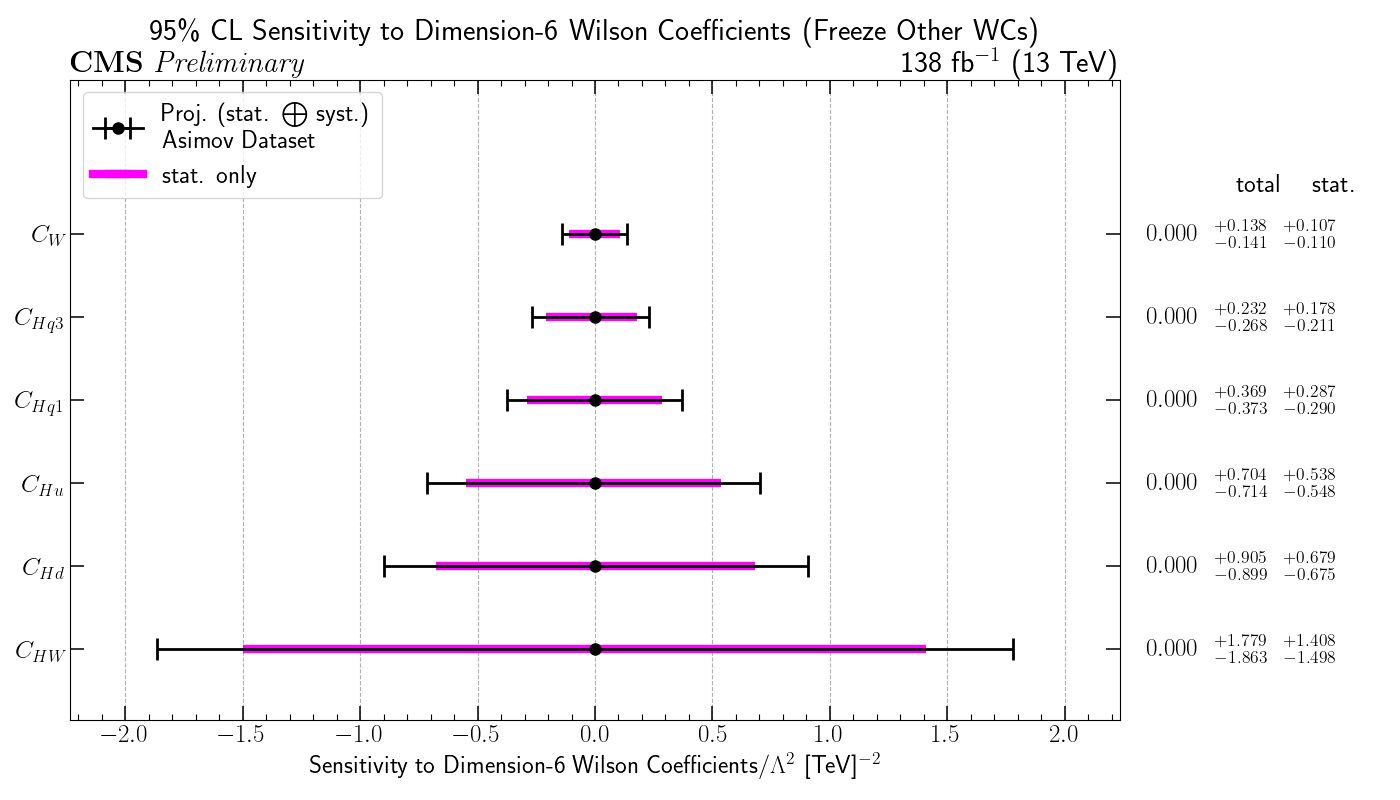 95% CL Sensitivity to Dimension-6 Wilson Coefficients (Freeze Other WCs)
CMS Preliminary 138 fb⁻¹ (13 TeV)
Proj. (stat. ⨁ syst.)
Asimov Dataset
stat. only
total stat.
C_W 0.000 +0.138 −0.141 +0.107 −0.110
C_Hq3 0.000 +0.232 −0.268 +0.178 −0.211
C_Hq1 0.000 +0.369 −0.373 +0.287 −0.290
C_Hu 0.000 +0.704 −0.714 +0.538 −0.548
C_Hd 0.000 +0.905 −0.899 +0.679 −0.675
C_HW 0.000 +1.779 −1.863 +1.408 −1.498
−2.0 −1.5 −1.0 −0.5 0.0 0.5 1.0 1.5 2.0
Sensitivity to Dimension-6 Wilson Coefficients/Λ² [TeV]⁻²